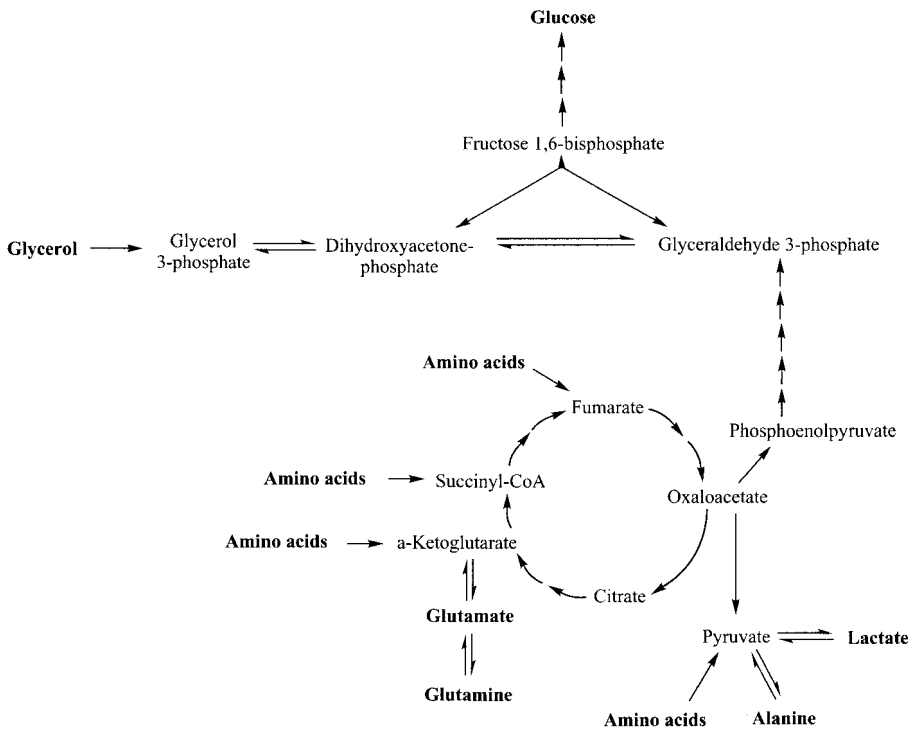 Glucose
Fructose 1,6-bisphosphate
Glycerol
Glycerol
3-phosphate
Dihydroxyacetone-
phosphate
Glyceraldehyde 3-phosphate
Amino acids
Fumarate
Phosphoenolpyruvate
Amino acids
Succinyl-CoA
Oxaloacetate
Amino acids
a-Ketoglutarate
Citrate
Glutamate
Pyruvate
Lactate
Glutamine
Amino acids
Alanine